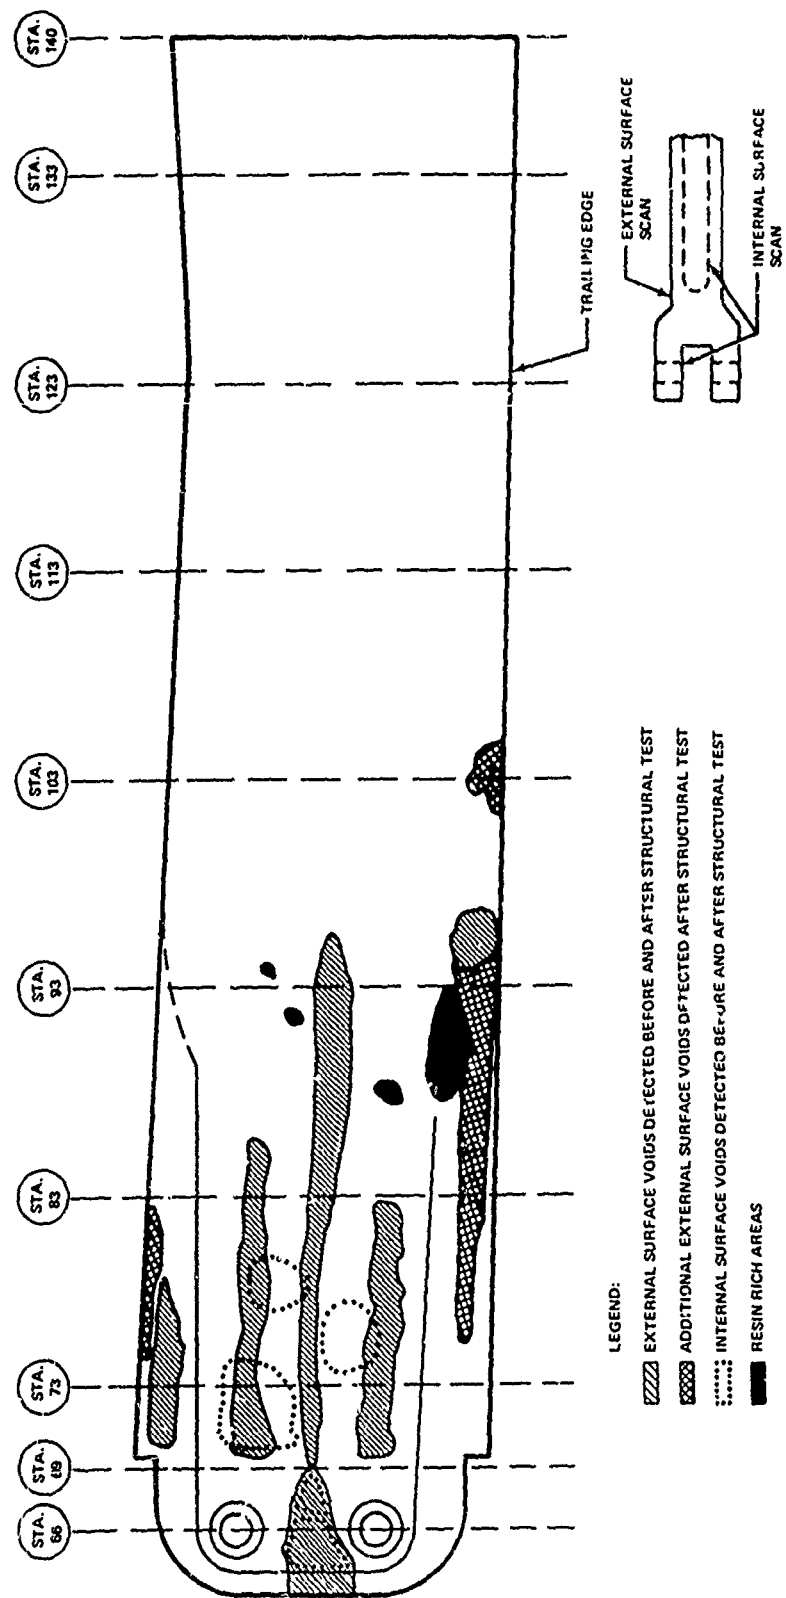 STA.
140
STA.
133
STA.
123
STA.
113
STA.
103
STA.
93
STA.
83
STA.
73
STA.
69
STA.
66
TRAILING EDGE
EXTERNAL SURFACE
SCAN
INTERNAL SURFACE
SCAN
LEGEND:
EXTERNAL SURFACE VOIDS DETECTED BEFORE AND AFTER STRUCTURAL TEST
ADDITIONAL EXTERNAL SURFACE VOIDS DETECTED AFTER STRUCTURAL TEST
INTERNAL SURFACE VOIDS DETECTED BEFORE AND AFTER STRUCTURAL TEST
RESIN RICH AREAS